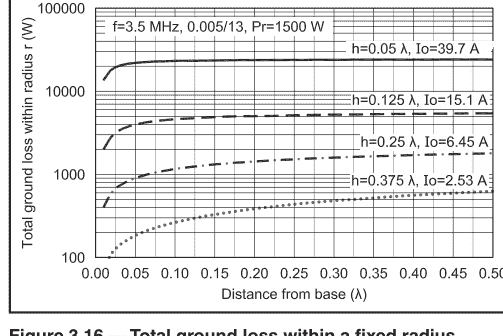 100000
10000
1000
100
Total ground loss within radius r (W)
f=3.5 MHz, 0.005/13, Pr=1500 W
h=0.05 λ, Io=39.7 A
h=0.125 λ, Io=15.1 A
h=0.25 λ, Io=6.45 A
h=0.375 λ, Io=2.53 A
0.00 0.05 0.10 0.15 0.20 0.25 0.30 0.35 0.40 0.45 0.50
Distance from base (λ)
Figure 3.16 — Total ground loss within a fixed radius